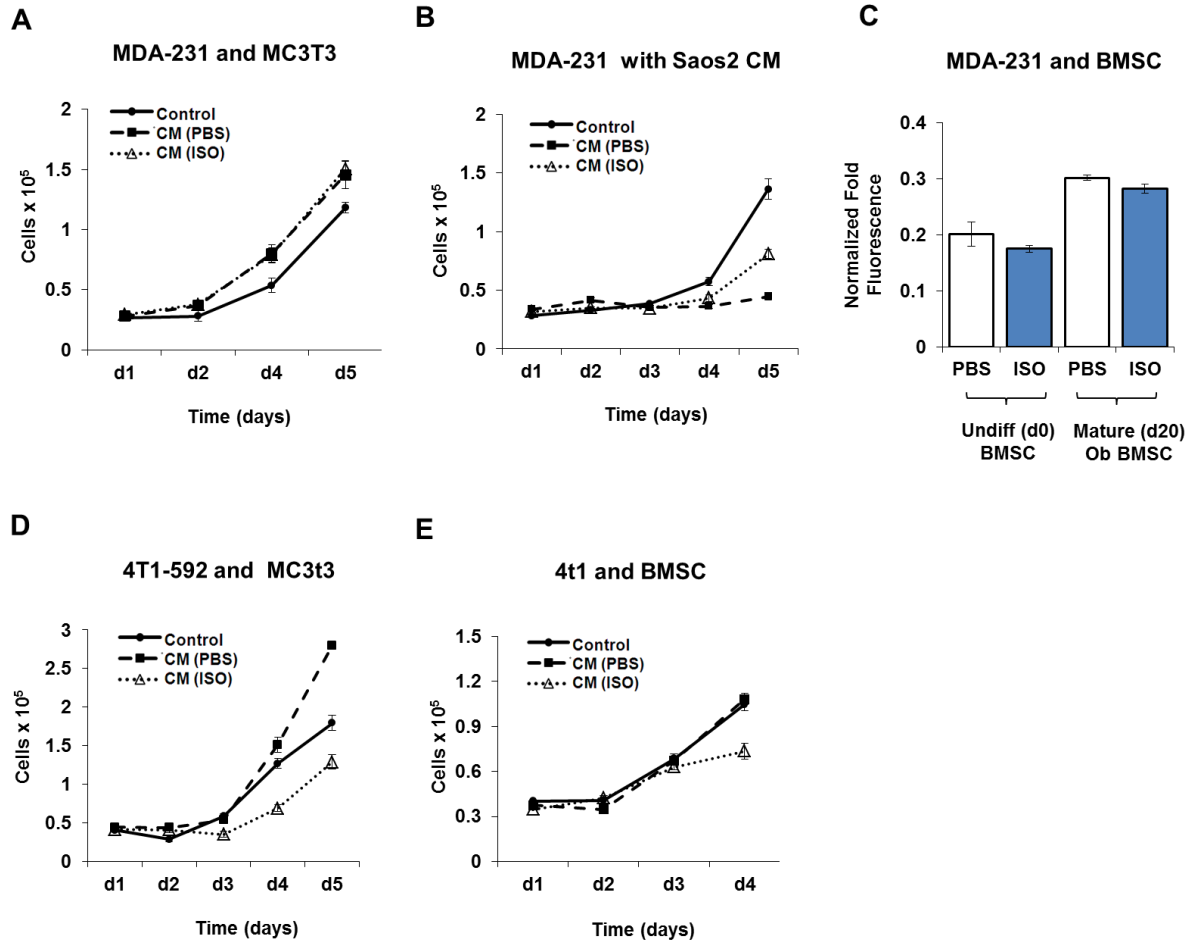 A
MDA-231 and MC3T3
Control
CM (PBS)
CM (ISO)
2
1.5
1
0.5
0
Cells x 10⁵
d1 d2 d4 d5
Time (days)
B
MDA-231 with Saos2 CM
Control
CM (PBS)
CM (ISO)
2
1.5
1
0.5
0
Cells x 10⁵
d1 d2 d3 d4 d5
Time (days)
C
MDA-231 and BMSC
0.4
0.3
0.2
0.1
0
Normalized Fold
Fluorescence
PBS ISO PBS ISO
Undiff (d0)
BMSC
Mature (d20)
Ob BMSC
D
4T1-592 and MC3t3
Control
CM (PBS)
CM (ISO)
3
2.5
2
1.5
1
0.5
0
Cells x 10⁵
d1 d2 d3 d4 d5
Time (days)
E
4t1 and BMSC
Control
CM (PBS)
CM (ISO)
1.5
1.2
0.9
0.6
0.3
0
Cells x 10⁵
d1 d2 d3 d4
Time (days)